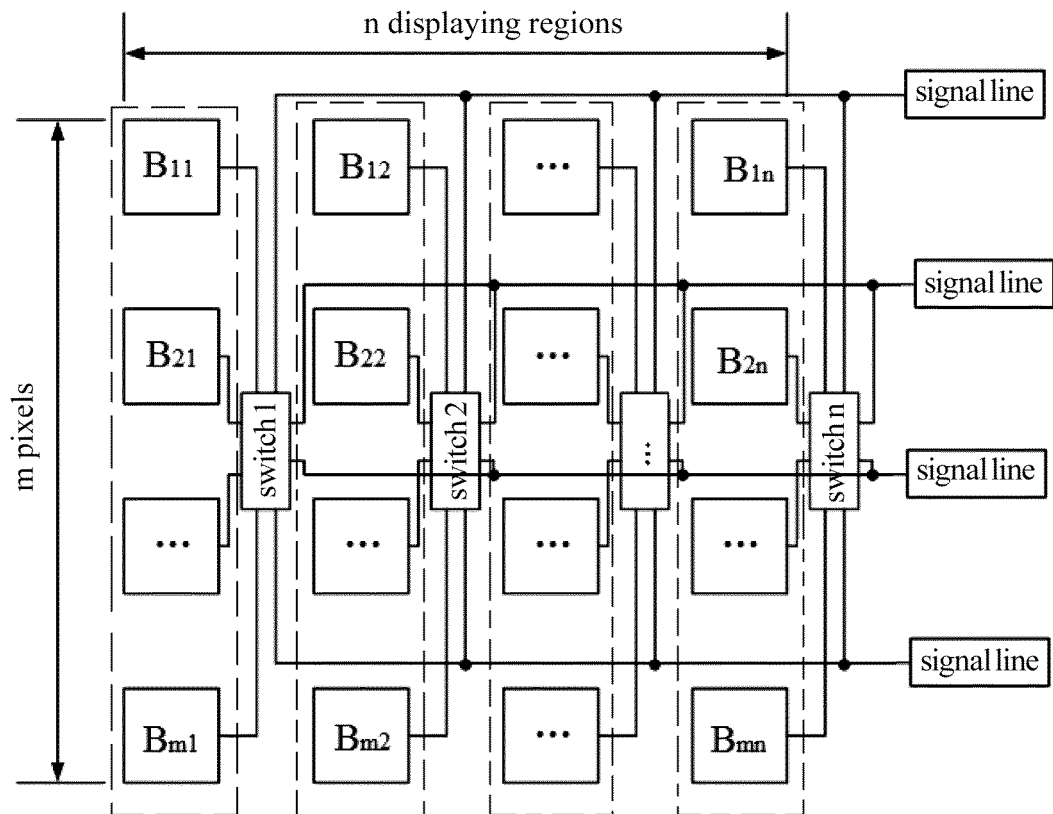 n displaying regions
signal line
B11 B12 ... B1n
signal line
B21 B22 ... B2n
m pixels
switch 1 switch 2 ... switch n
signal line
... ... ... ...
signal line
Bm1 Bm2 ... Bmn